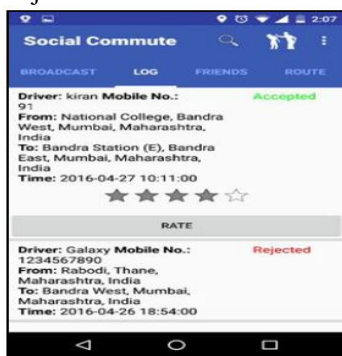 2:07
Social Commute
BROADCAST LOG FRIENDS ROUTE
Driver: kiran Mobile No.: Accepted
91
From: National College, Bandra
West, Mumbai, Maharashtra,
India
To: Bandra Station (E), Bandra
East, Mumbai, Maharashtra,
India
Time: 2016-04-27 10:11:00
RATE
Driver: Galaxy Mobile No.: Rejected
1234567890
From: Rabodi, Thane,
Maharashtra, India
To: Bandra West, Mumbai,
Maharashtra, India
Time: 2016-04-26 18:54:00